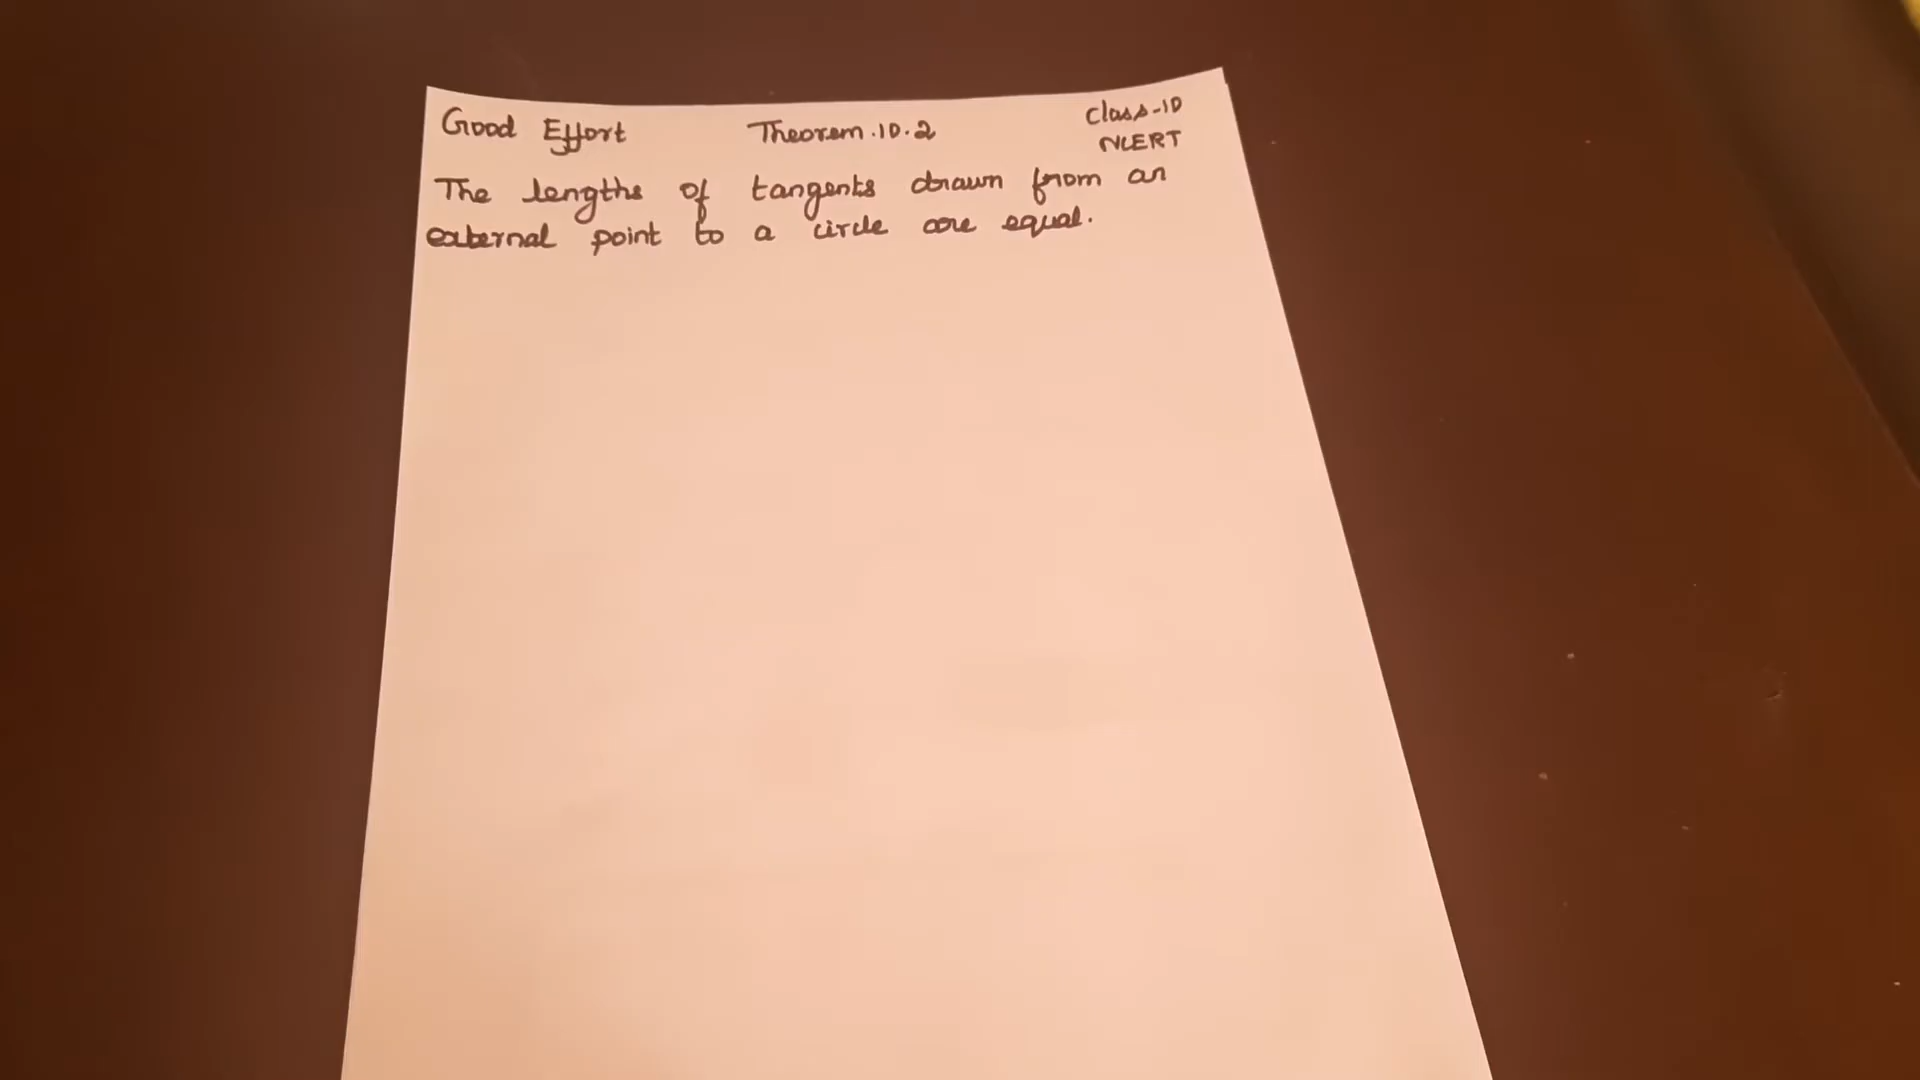 Good Effort
Theorem.10.2
Class-10
NCERT
The lengths of tangents drawn from an
external point to a circle are equal.